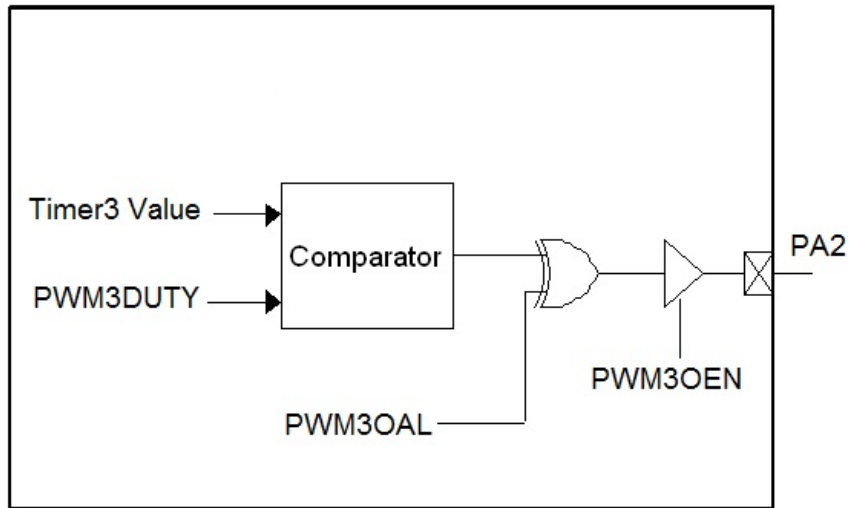 Timer3 Value
Comparator
PA2
PWM3DUTY
PWM3OEN
PWM3OAL